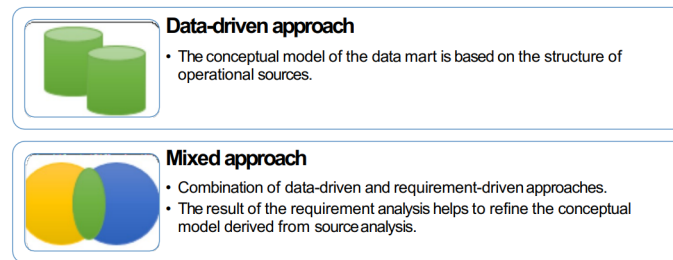 Data-driven approach
• The conceptual model of the data mart is based on the structure of
operational sources.
Mixed approach
• Combination of data-driven and requirement-driven approaches.
• The result of the requirement analysis helps to refine the conceptual
model derived from source analysis.